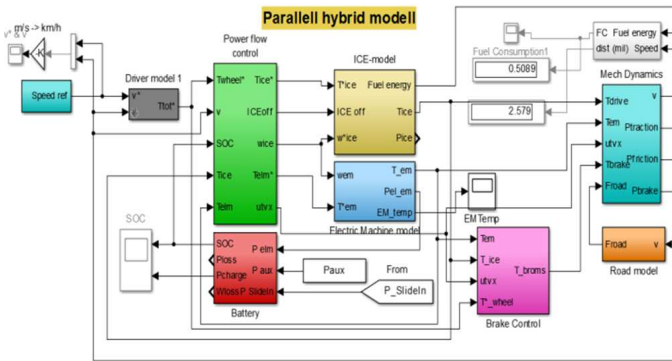 Parallell hybrid modell
m/s -> km/h
v* & v
-K-
Speed ref
Driver model 1
v*
v
Ttot*
Power flow
control
Twheel*
v
SOC
Tice
Telm
Tice*
ICEoff
wice
Telm*
utvx
ICE-model
T*ice
ICE off
w*ice
Fuel energy
Tice
Pice
wem
T*em
T_em
Pel_em
EM_temp
Electric Machine model
EM Temp
SOC
SOC
Ploss
Pcharge
Wloss
P elm
P aux
P_SlideIn
Battery
Paux
From
P_SlideIn
Tem
T_ice
utvx
T*_wheel
T_broms
Brake Control
Fuel Consumption1
0.5089
2.579
FC
dist (mil)
Fuel energy
Speed
Mech Dynamics
Tdrive
Tem
utvx
Tbrake
Froad
v
Ptraction
Pfriction
Pbrake
Froad
v
Road model